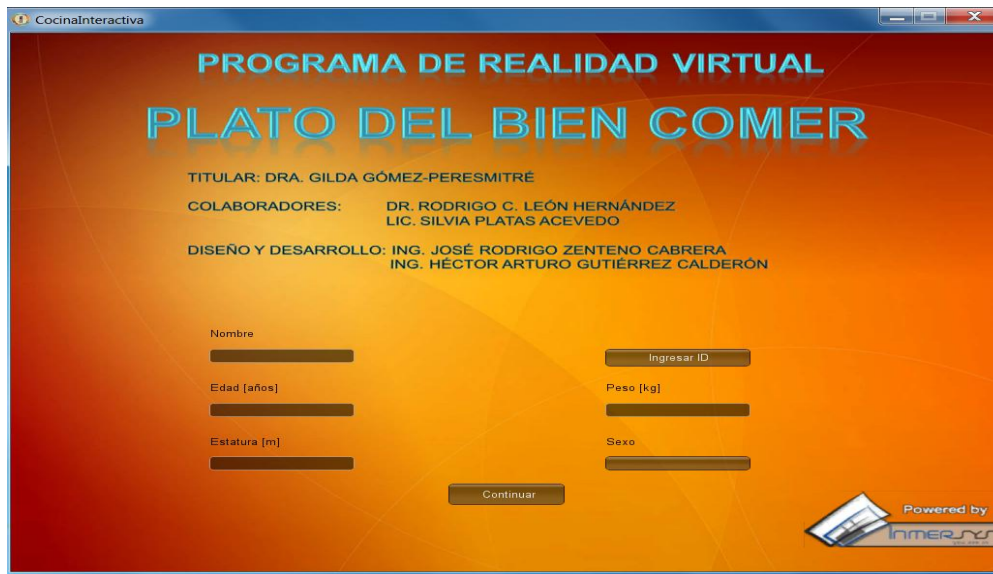 CocinaInteractiva
PROGRAMA DE REALIDAD VIRTUAL
PLATO DEL BIEN COMER
TITULAR: DRA. GILDA GÓMEZ-PERESMITRÉ
COLABORADORES: DR. RODRIGO C. LEÓN HERNÁNDEZ
LIC. SILVIA PLATAS ACEVEDO
DISEÑO Y DESARROLLO: ING. JOSÉ RODRIGO ZENTENO CABRERA
ING. HÉCTOR ARTURO GUTIÉRREZ CALDERÓN
Nombre
Ingresar ID
Edad [años]
Peso [kg]
Estatura [m]
Sexo
Continuar
Powered by